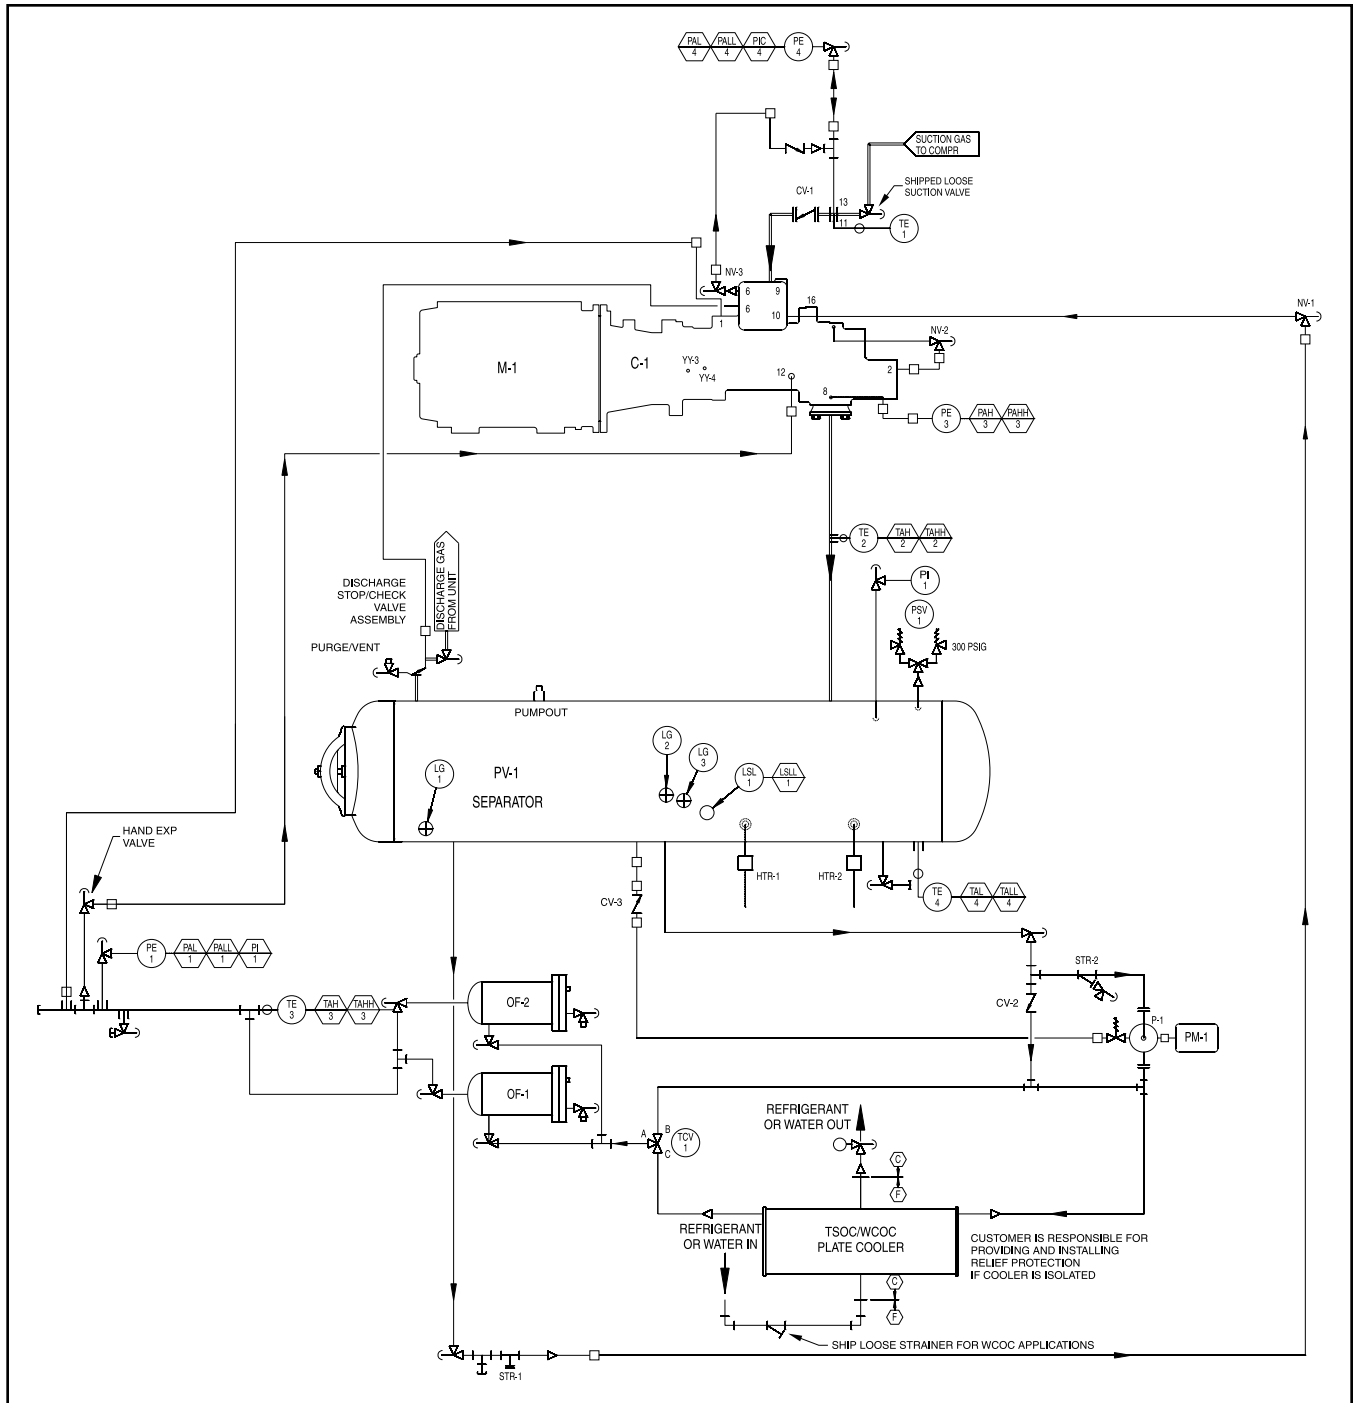 PAL
4
PALL
4
PIC
4
PE
4
SUCTION GAS
TO COMPR
SHIPPED LOOSE
SUCTION VALVE
CV-1
13
11
TE
1
NV-3
6
9
6
10
16
1
NV-1
NV-2
M-1
C-1
YY-3
YY-4
12
2
8
PE
3
PAH
3
PAHH
3
TE
2
TAH
2
TAHH
2
DISCHARGE GAS
FROM UNIT
DISCHARGE
STOP/CHECK
VALVE
ASSEMBLY
PI
1
PSV
1
300 PSIG
PURGE/VENT
PUMPOUT
LG
1
PV-1
SEPARATOR
LG
2
LG
3
LSL
1
LSLL
1
HAND EXP
VALVE
HTR-1
HTR-2
TE
4
TAL
4
TALL
4
CV-3
PE
1
PAL
1
PALL
1
PI
1
STR-2
OF-2
TE
3
TAH
3
TAHH
3
CV-2
P-1
PM-1
OF-1
REFRIGERANT
OR WATER OUT
A
B
C
TCV
1
C
F
REFRIGERANT
OR WATER IN
TSOC/WCOC
PLATE COOLER
CUSTOMER IS RESPONSIBLE FOR
PROVIDING AND INSTALLING
RELIEF PROTECTION
IF COOLER IS ISOLATED
C
F
SHIP LOOSE STRAINER FOR WCOC APPLICATIONS
STR-1